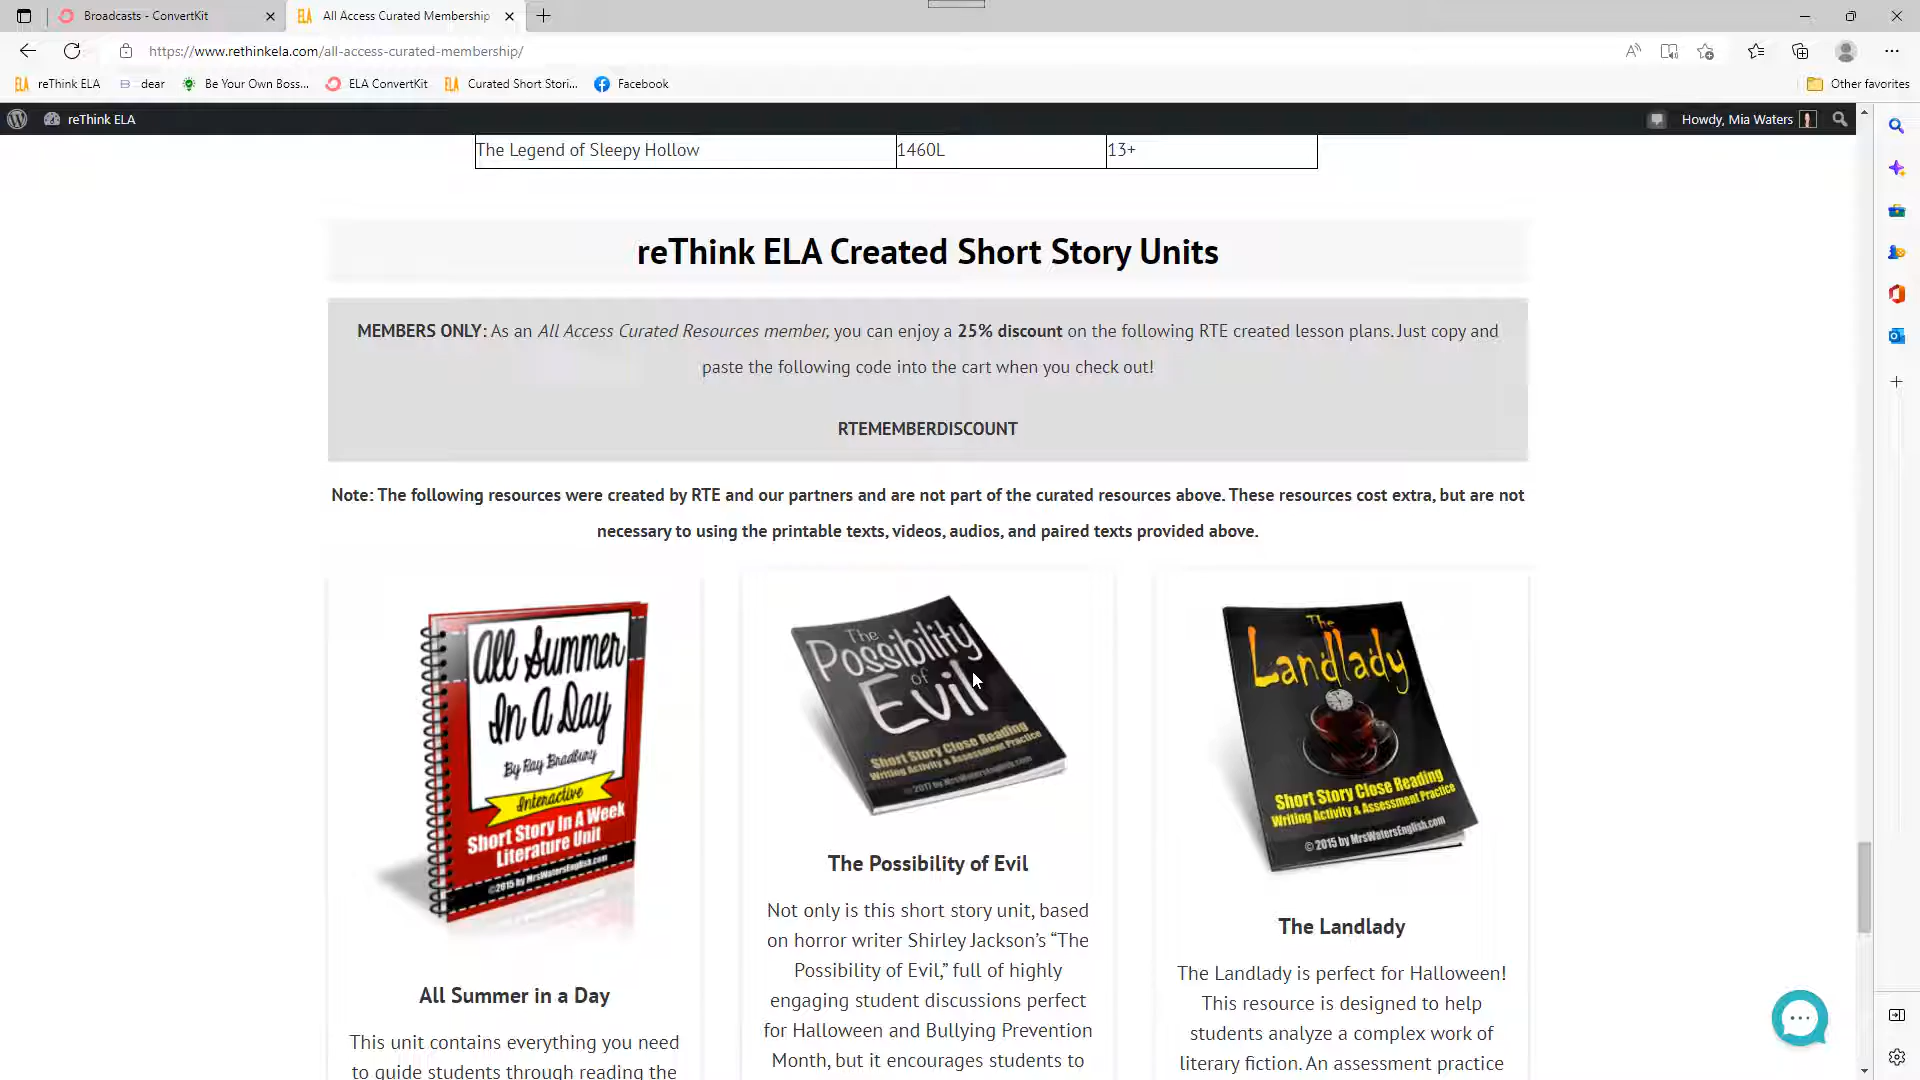 Broadcasts - ConvertKit
All Access Curated Membership
https://www.rethinkela.com/all-access-curated-membership/
reThink ELA
dear
Be Your Own Boss...
ELA ConvertKit
Curated Short Stori...
Facebook
Other favorites
reThink ELA
Howdy, Mia Waters
The Legend of Sleepy Hollow 1460L 13+
reThink ELA Created Short Story Units
MEMBERS ONLY: As an All Access Curated Resources member, you can enjoy a 25% discount on the following RTE created lesson plans. Just copy and
paste the following code into the cart when you check out!
RTEMEMBERDISCOUNT
Note: The following resources were created by RTE and our partners and are not part of the curated resources above. These resources cost extra, but are not
necessary to using the printable texts, videos, audios, and paired texts provided above.
All Summer
In A Day
By Ray Bradbury
Interactive
Short Story In A Week
Literature Unit
©2015 by MrsWatersEnglish.com
All Summer in a Day
This unit contains everything you need
to guide students through reading the
The
Possibility
of
Evil
Short Story Close Reading
Writing Activity & Assessment Practice
©2017 by MrsWatersEnglish.com
The Possibility of Evil
Not only is this short story unit, based
on horror writer Shirley Jackson’s “The
Possibility of Evil,” full of highly
engaging student discussions perfect
for Halloween and Bullying Prevention
Month, but it encourages students to
The
Landlady
Short Story Close Reading
Writing Activity & Assessment Practice
©2015 by MrsWatersEnglish.com
The Landlady
The Landlady is perfect for Halloween!
This resource is designed to help
students analyze a complex work of
literary fiction. An assessment practice